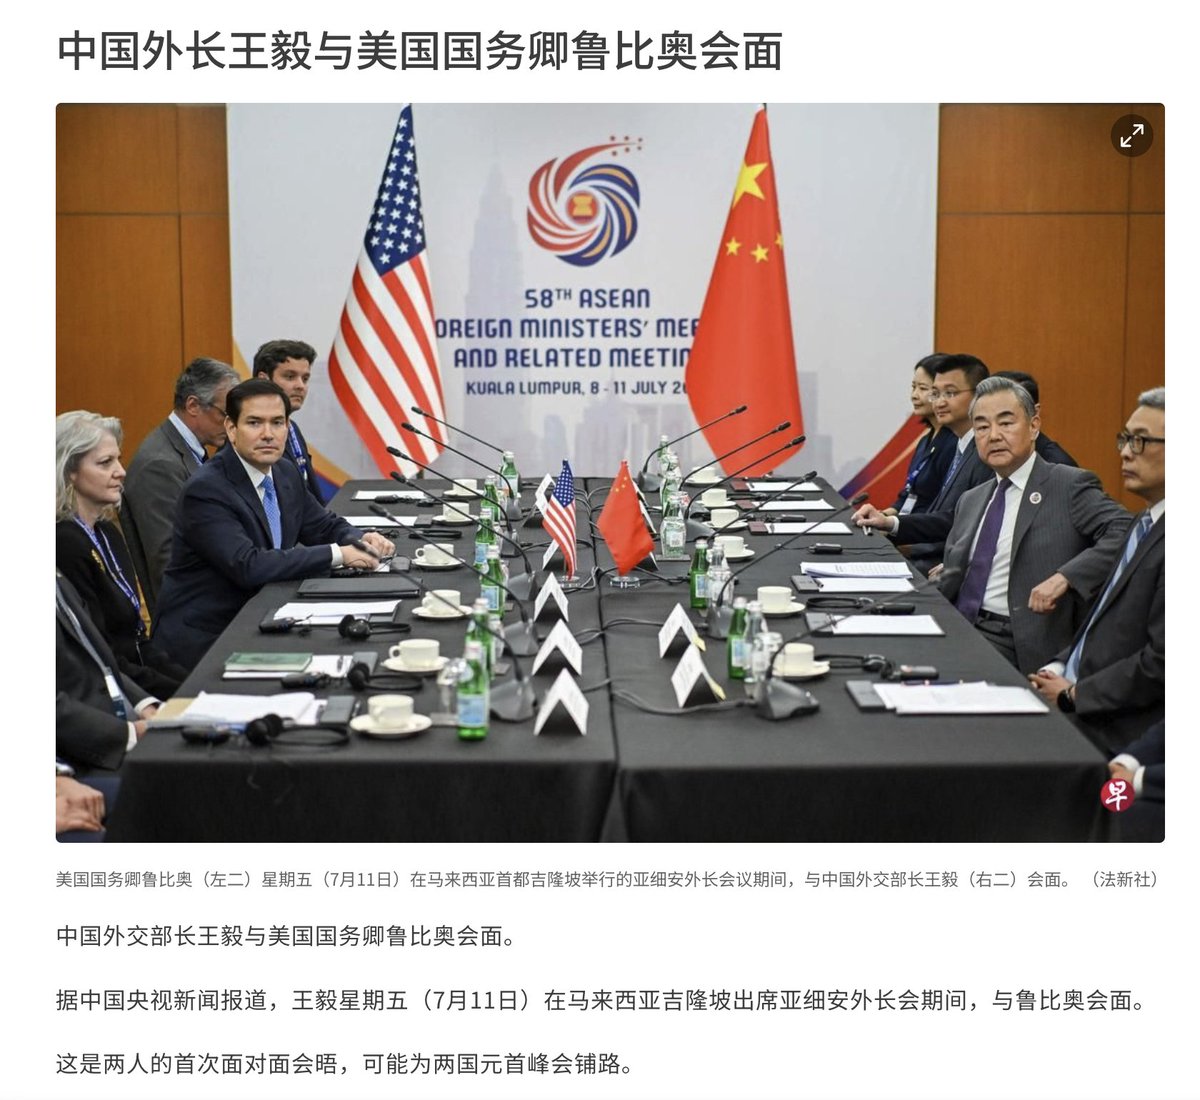 中国外长王毅与美国国务卿鲁比奥会面
58TH ASEAN
OREIGN MINISTERS' MEE
AND RELATED MEETIN
KUALA LUMPUR, 8 - 11 JULY 20
早
美国国务卿鲁比奥（左二）星期五（7月11日）在马来西亚首都吉隆坡举行的亚细安外长会议期间，与中国外交部长王毅（右二）会面。（法新社）
中国外交部长王毅与美国国务卿鲁比奥会面。
据中国央视新闻报道，王毅星期五（7月11日）在马来西亚吉隆坡出席亚细安外长会期间，与鲁比奥会面。
这是两人的首次面对面会晤，可能为两国元首峰会铺路。